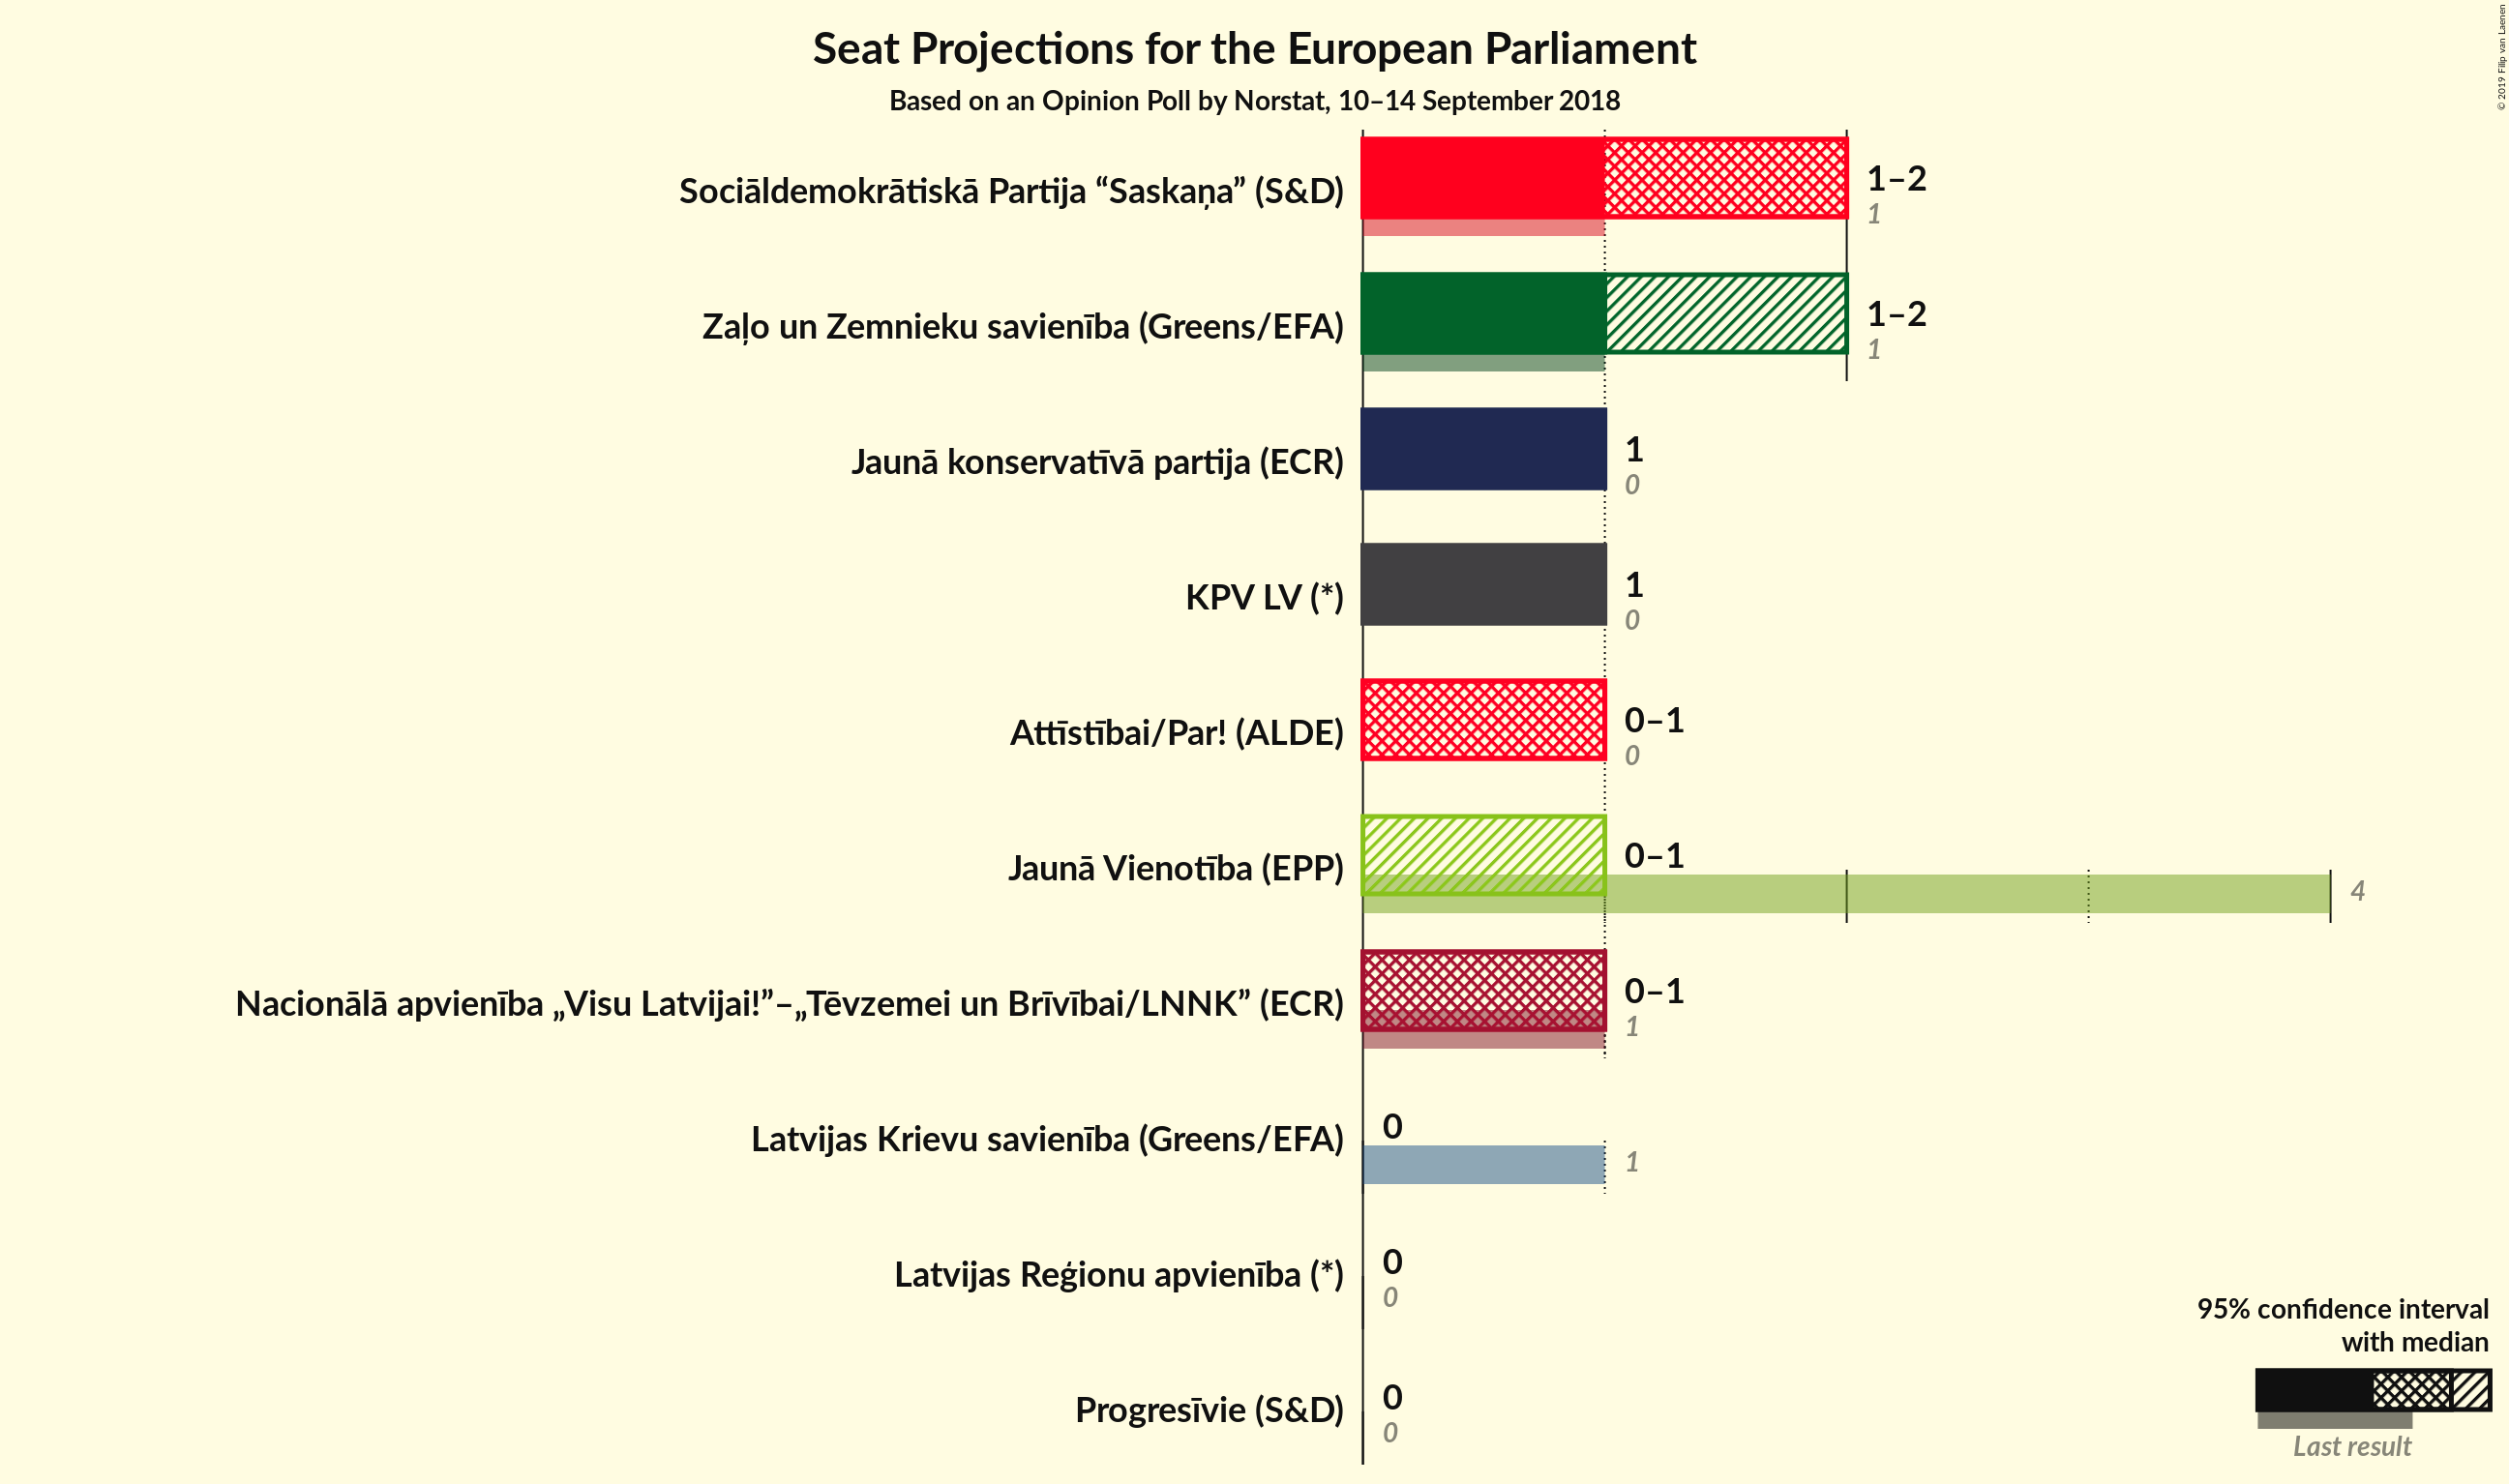 Seat Projections for the European Parliament
Based on an Opinion Poll by Norstat, 10–14 September 2018
© 2019 Filip van Laenen
Sociāldemokrātiskā Partija “Saskaņa” (S&D)
1–2
1
Zaļo un Zemnieku savienība (Greens/EFA)
1–2
1
Jaunā konservatīvā partija (ECR)
1
0
KPV LV (*)
1
0
Attīstībai/Par! (ALDE)
0–1
0
Jaunā Vienotība (EPP)
0–1
4
Nacionālā apvienība „Visu Latvijai!”–„Tēvzemei un Brīvībai/LNNK” (ECR)
0–1
1
Latvijas Krievu savienība (Greens/EFA)
0
1
Latvijas Reģionu apvienība (*)
0
0
Progresīvie (S&D)
0
0
95% confidence interval
with median
Last result